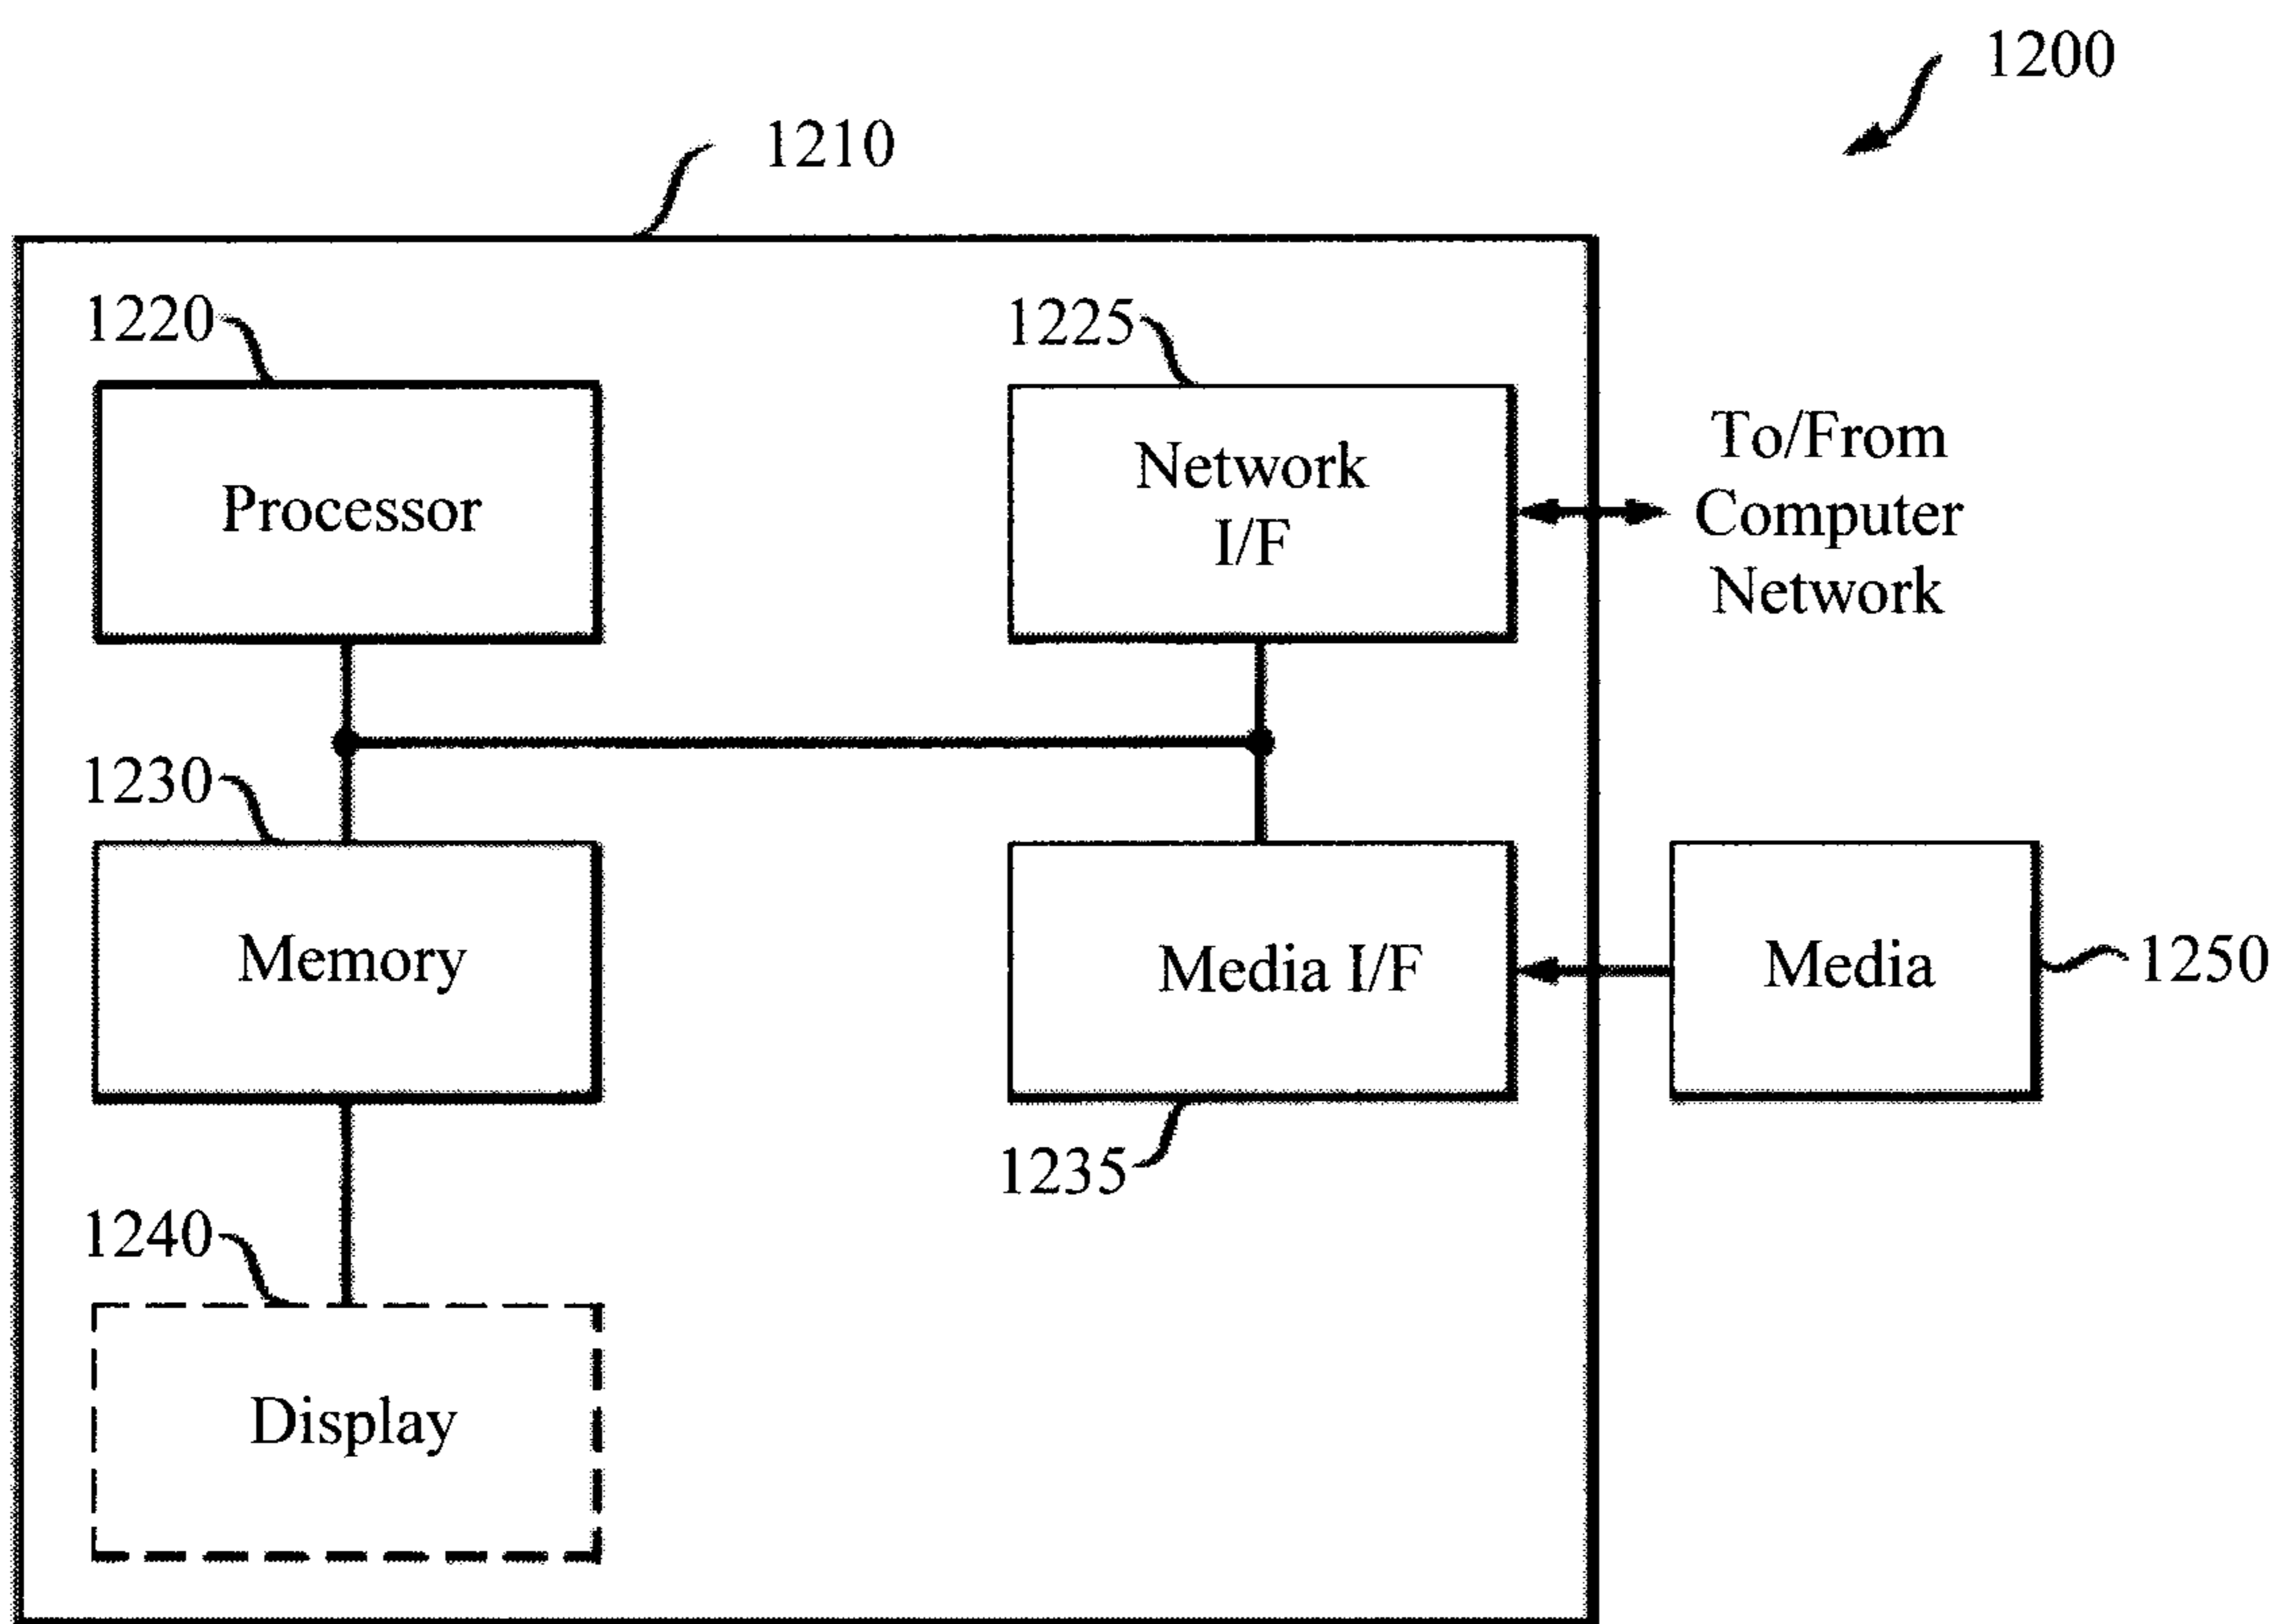 1200
1210
1220
1225
Processor
Network
I/F
To/From
Computer
Network
1230
Memory
Media I/F
Media
1250
1235
1240
Display